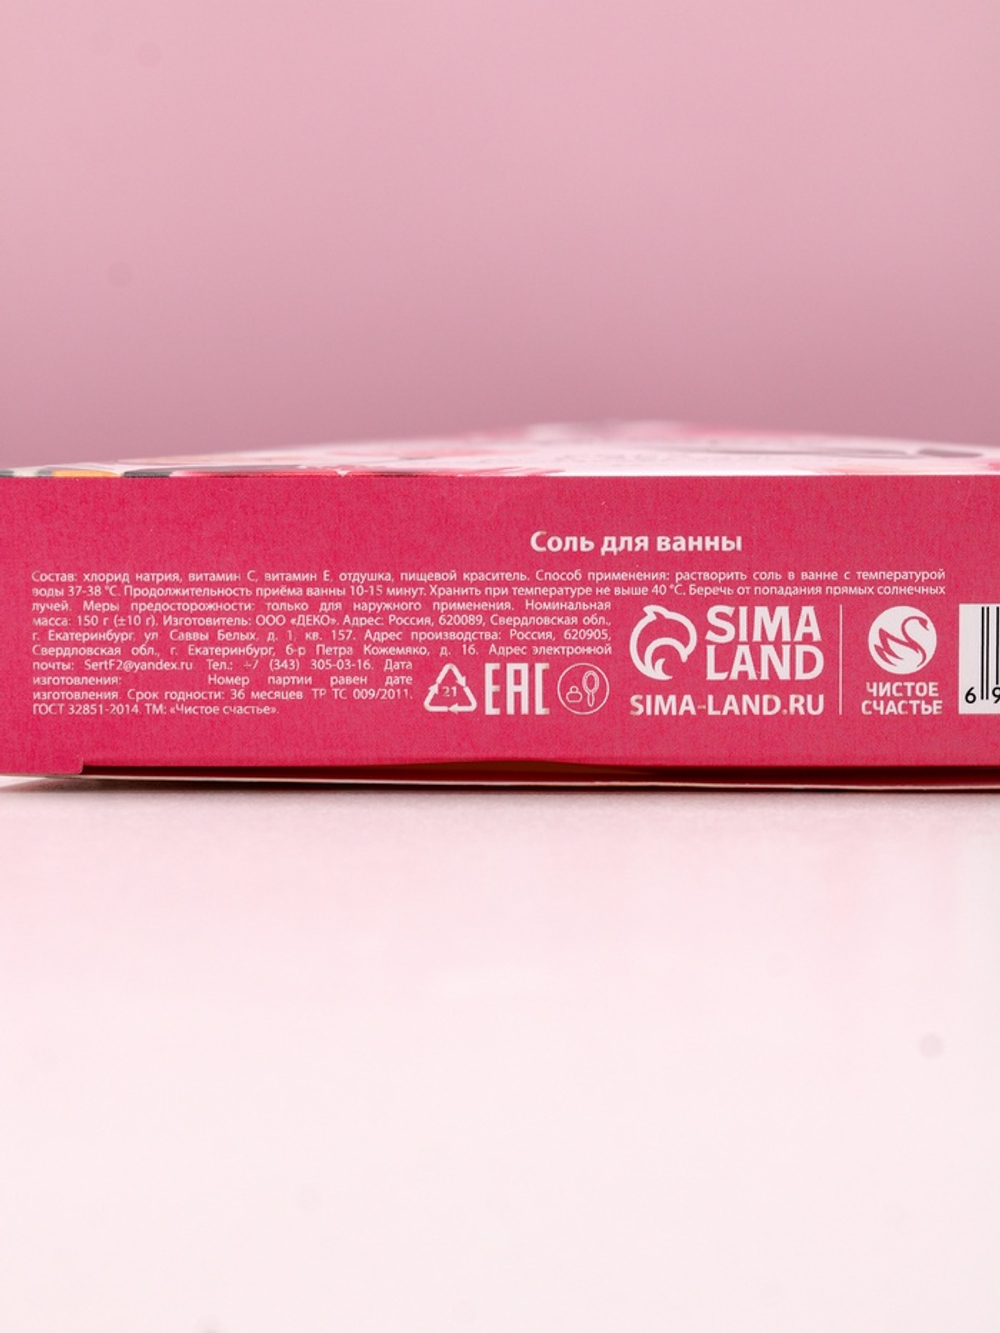 Соль для ванны
Состав: хлорид натрия, витамин С, витамин Е, отдушка, пищевой краситель. Способ применения: растворить соль в ванне с температурой
воды 37-38 °С. Продолжительность приёма ванны 10-15 минут. Хранить при температуре не выше 40 °С. Беречь от попадания прямых солнечных
лучей. Меры предосторожности: только для наружного применения. Номинальная
масса: 150 г (±10 г). Изготовитель: ООО «ДЕКО». Адрес: Россия, 620089, Свердловская обл.,
г. Екатеринбург, ул Саввы Белых, д. 1, кв. 157. Адрес производства: Россия, 620905,
Свердловская обл., г. Екатеринбург, б-р Петра Кожемяко, д. 16. Адрес электронной
почты: SertF2@yandex.ru Тел.: +7 (343) 305-03-16. Дата
изготовления: Номер партии равен дате
изготовления. Срок годности: 36 месяцев ТР ТС 009/2011.
ГОСТ 32851-2014. ТМ: «Чистое счастье».
21
EAC
SIMA
LAND
SIMA-LAND.RU
ЧИСТОЕ
СЧАСТЬЕ
6 9